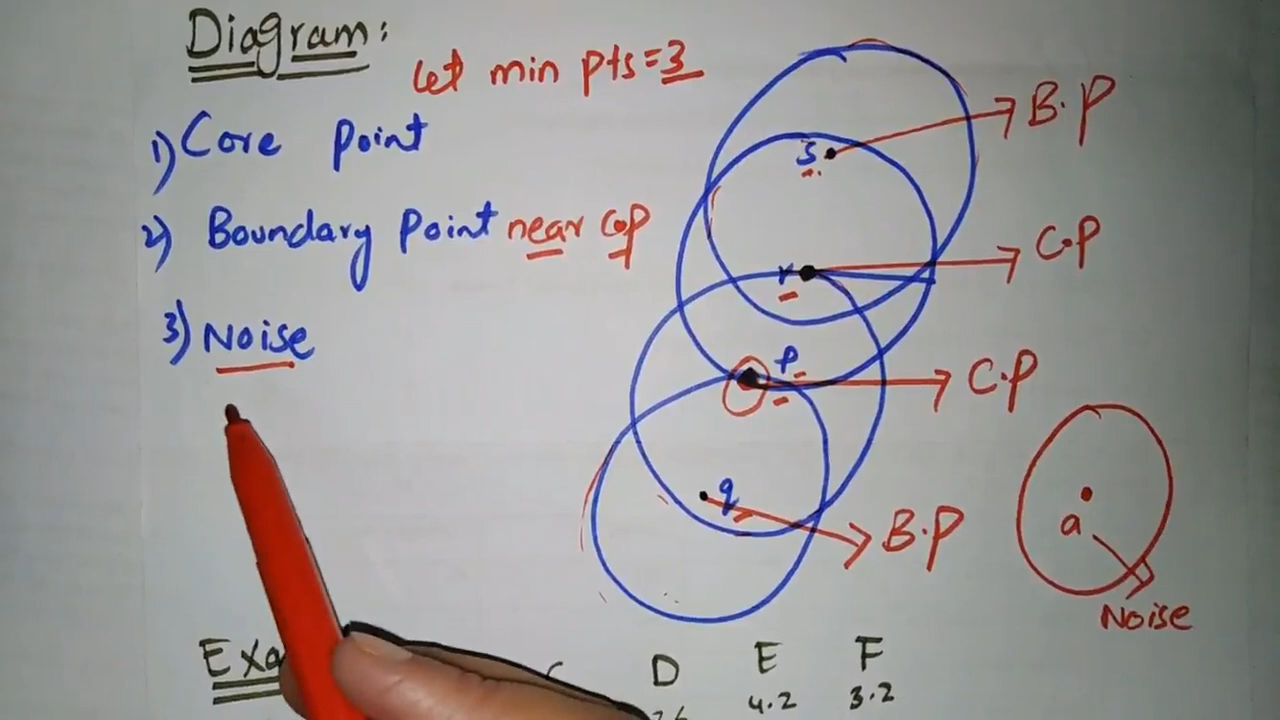 Diagram:
let min pts=3
1) Core point
2) Boundary point near cop
3) Noise
s
B.P
r
C.P
p
C.P
q
B.P
a
Noise
D E F
4.2 3.2